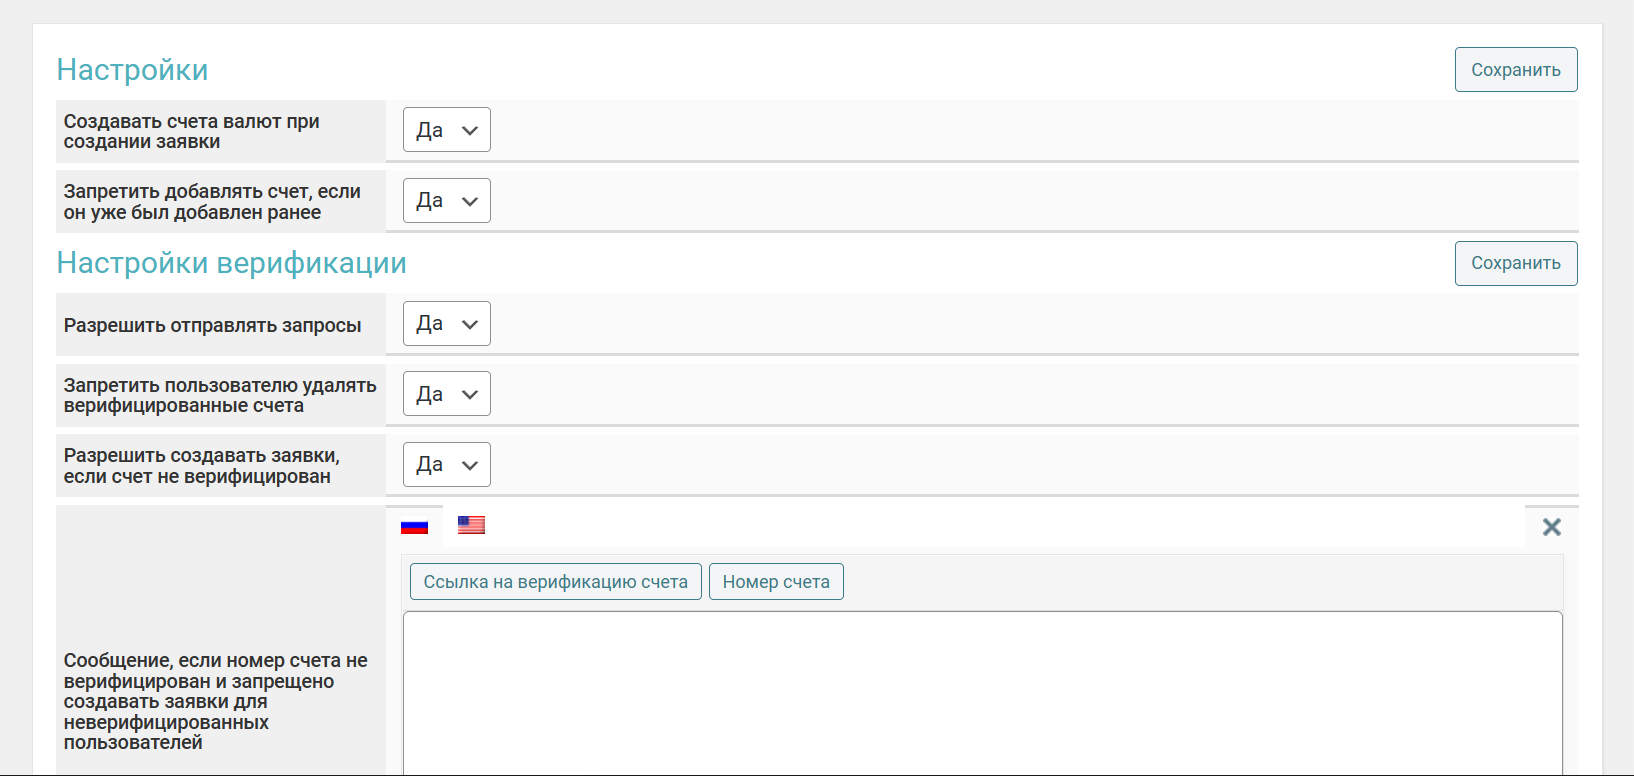 Настройки
Сохранить
Создавать счета валют при
создании заявки
Да
Запретить добавлять счет, если
он уже был добавлен ранее
Да
Настройки верификации
Сохранить
Разрешить отправлять запросы
Да
Запретить пользователю удалять
верифицированные счета
Да
Разрешить создавать заявки,
если счет не верифицирован
Да
Ссылка на верификацию счета
Номер счета
Сообщение, если номер счета не
верифицирован и запрещено
создавать заявки для
неверифицированных
пользователей